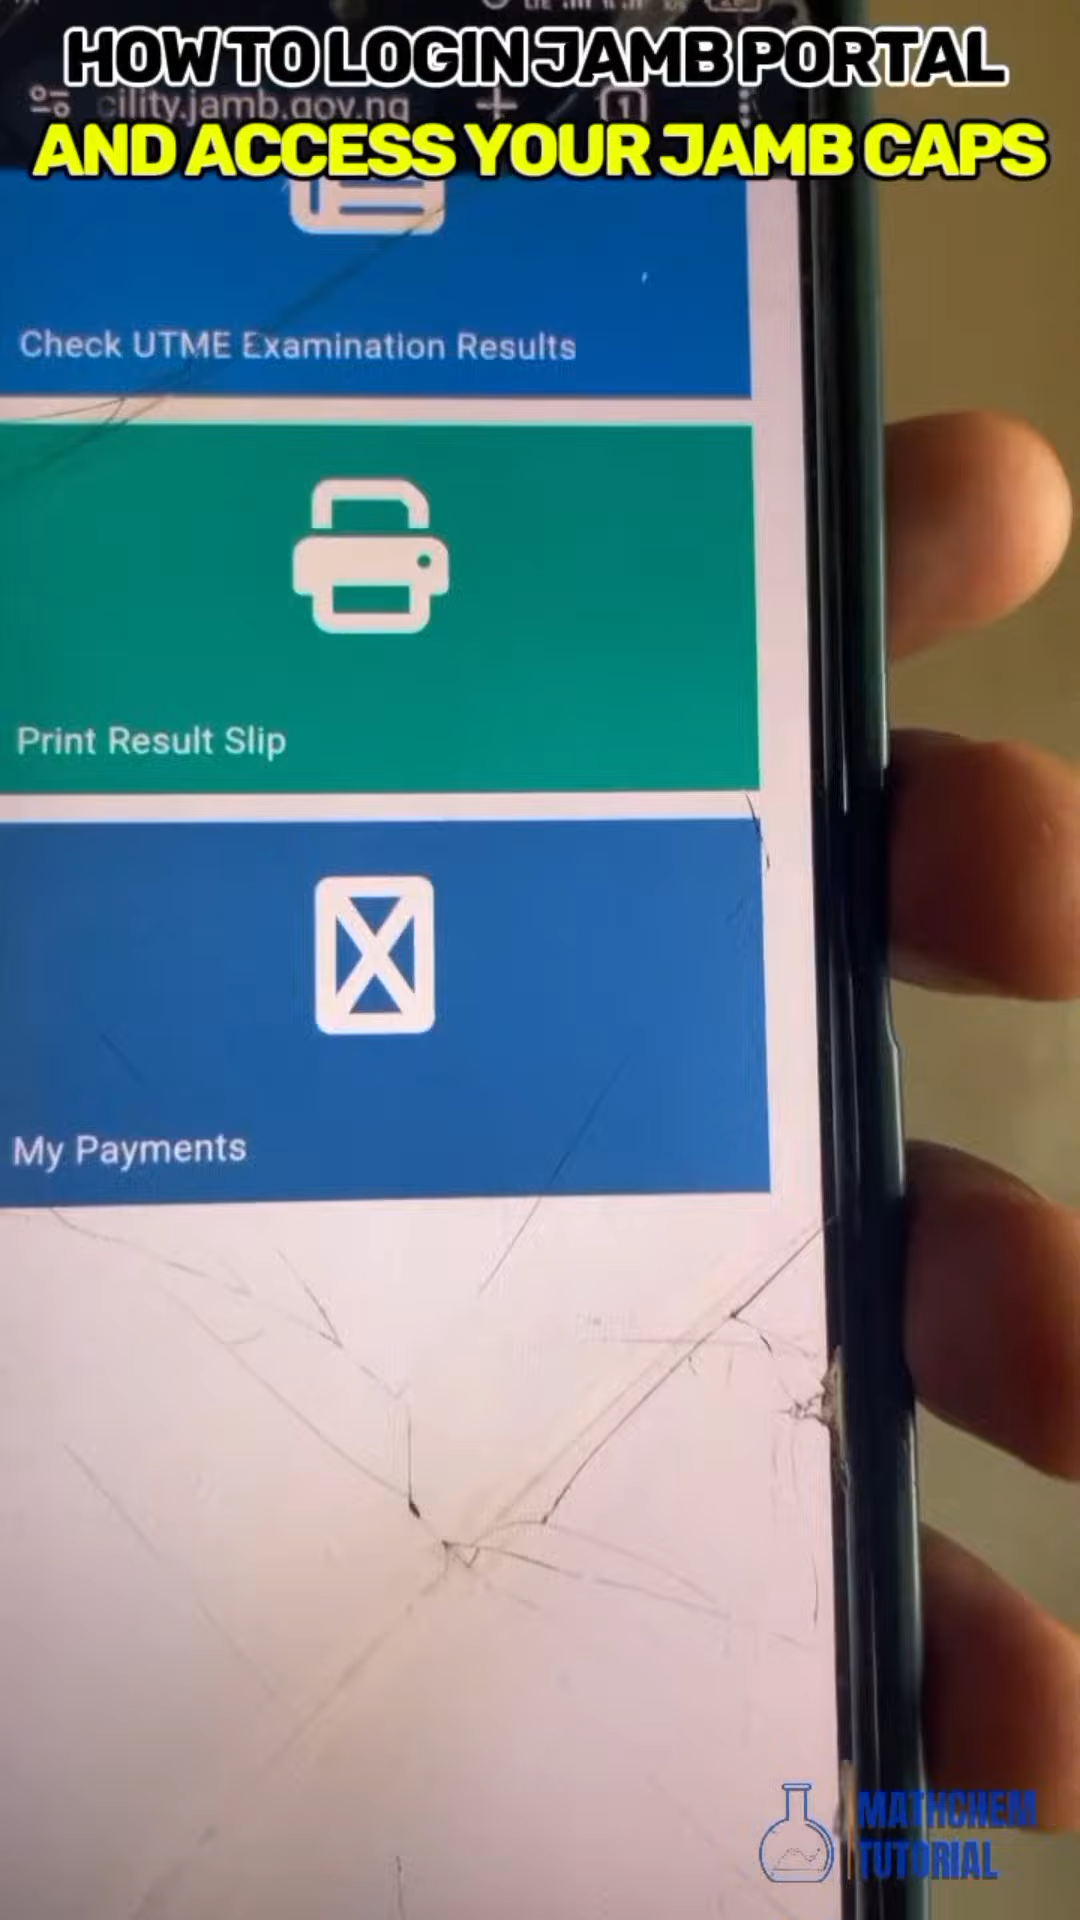 HOW TO LOGIN JAMB PORTAL
cility.jamb.gov.ng
1
AND ACCESS YOUR JAMB CAPS
Check UTME Examination Results
Print Result Slip
My Payments
MATHCHEM
TUTORIAL